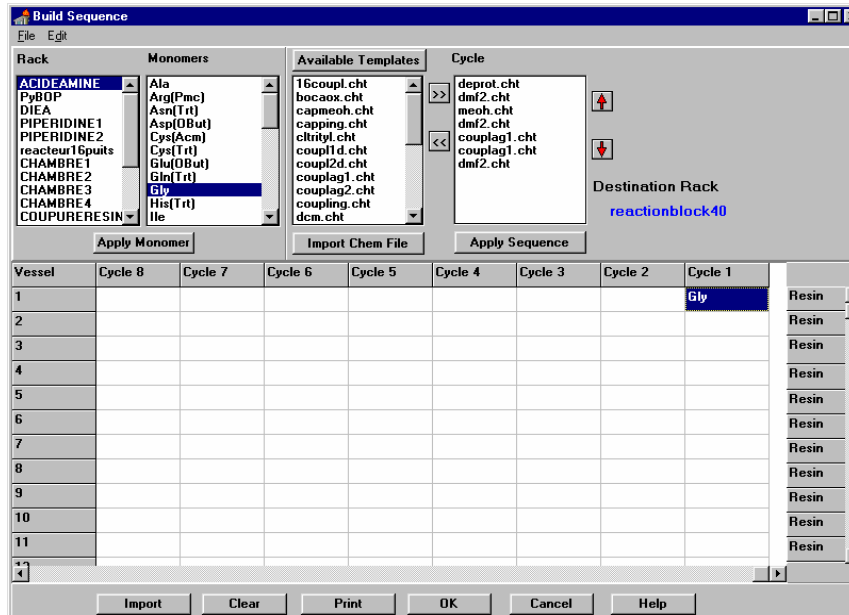 Build Sequence
File Edit
Rack
Monomers
Available Templates
Cycle
ACIDEAMINE
PyBOP
DIEA
PIPERIDINE1
PIPERIDINE2
reacteur16puits
CHAMBRE1
CHAMBRE2
CHAMBRE3
CHAMBRE4
COUPURERESIN
Ala
Arg(Pmc)
Asn(Trt)
Asp(OBut)
Cys(Acm)
Cys(Trt)
Glu(OBut)
Gln(Trt)
Gly
His(Trt)
Ile
Apply Monomer
16coupl.cht
bocaox.cht
capmeoh.cht
capping.cht
cltrityl.cht
coupl1d.cht
coupl2d.cht
couplag1.cht
couplag2.cht
coupling.cht
dcm.cht
Import Chem File
>>
<<
deprot.cht
dmf2.cht
meoh.cht
dmf2.cht
couplag1.cht
couplag1.cht
dmf2.cht
Apply Sequence
Destination Rack
reactionblock40
Vessel Cycle 8 Cycle 7 Cycle 6 Cycle 5 Cycle 4 Cycle 3 Cycle 2 Cycle 1
1 Gly Resin
2 Resin
3 Resin
4 Resin
5 Resin
6 Resin
7 Resin
8 Resin
9 Resin
10 Resin
11 Resin
Import Clear Print OK Cancel Help